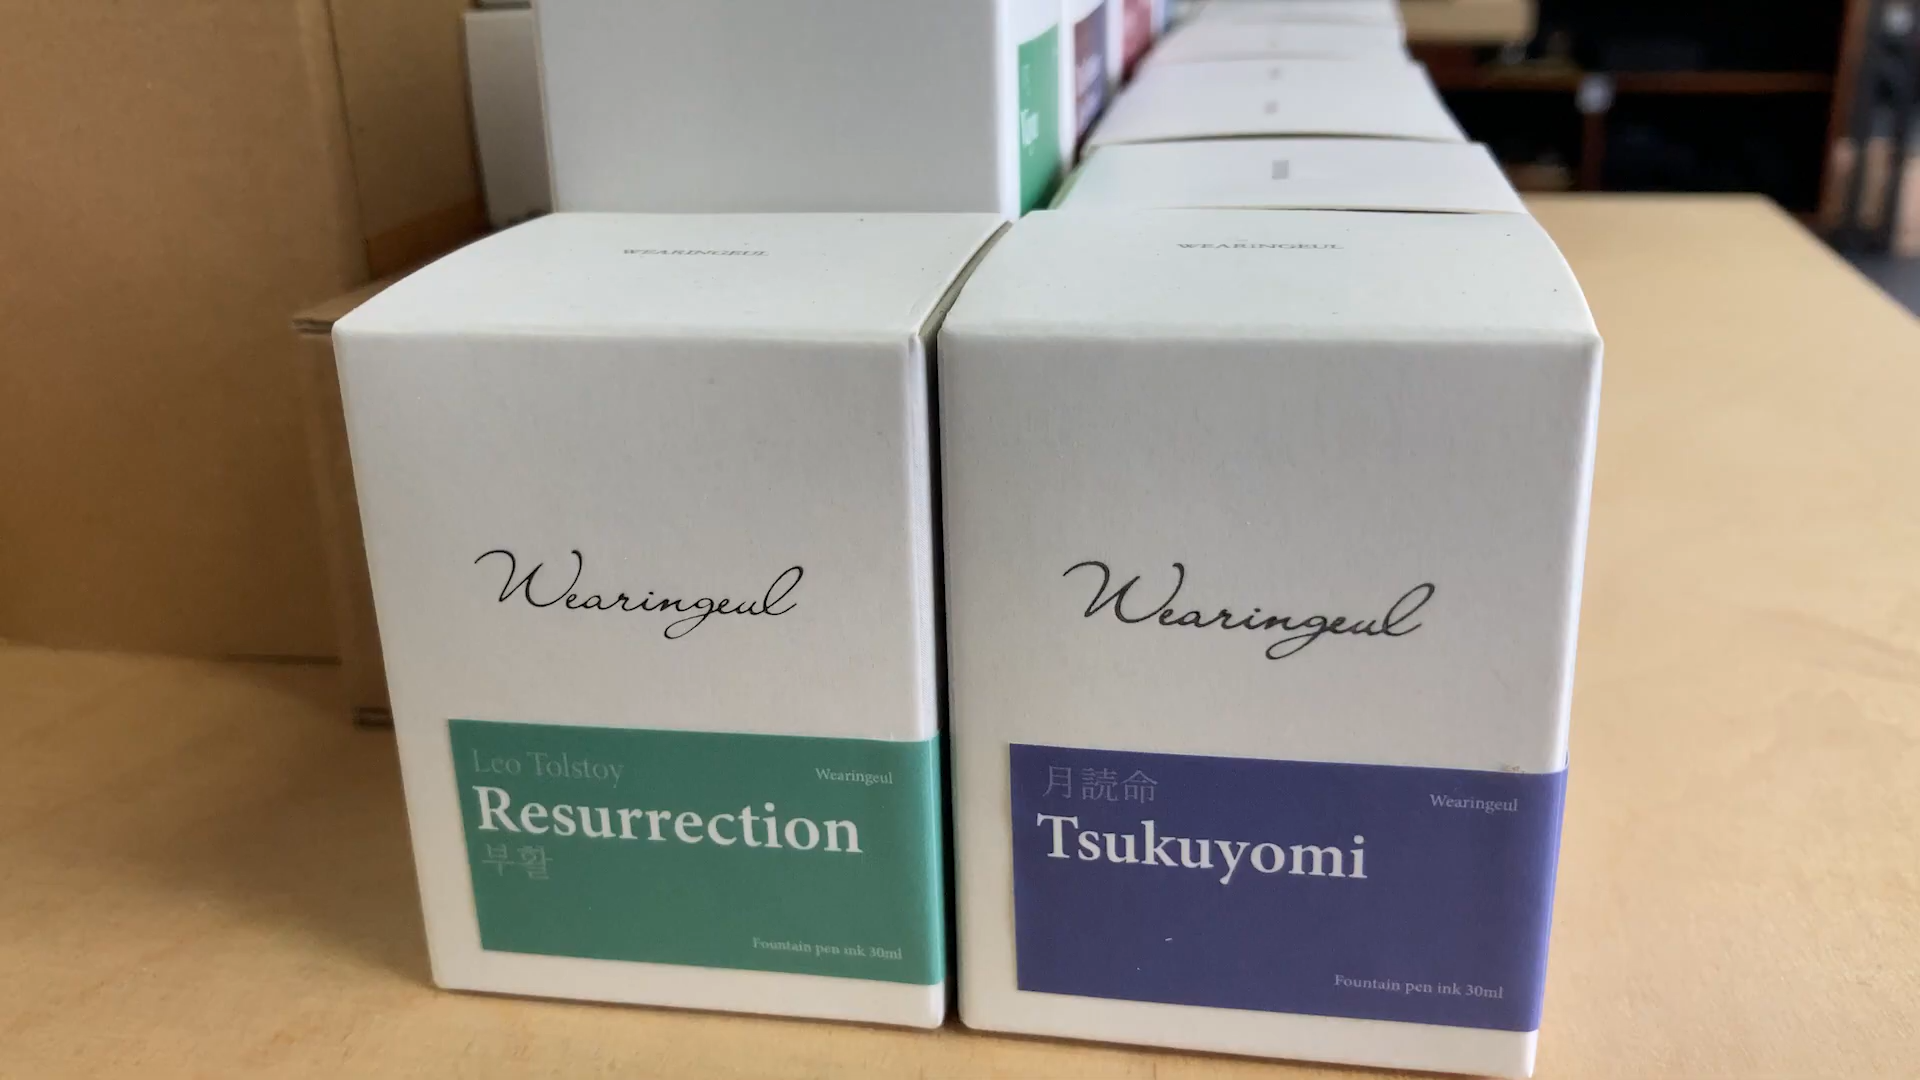 WEARINGEUL
Wearingeul
Leo Tolstoy
Wearingeul
Resurrection
부활
Fountain pen ink 30ml
WEARINGEUL
Wearingeul
月読命
Wearingeul
Tsukuyomi
Fountain pen ink 30ml